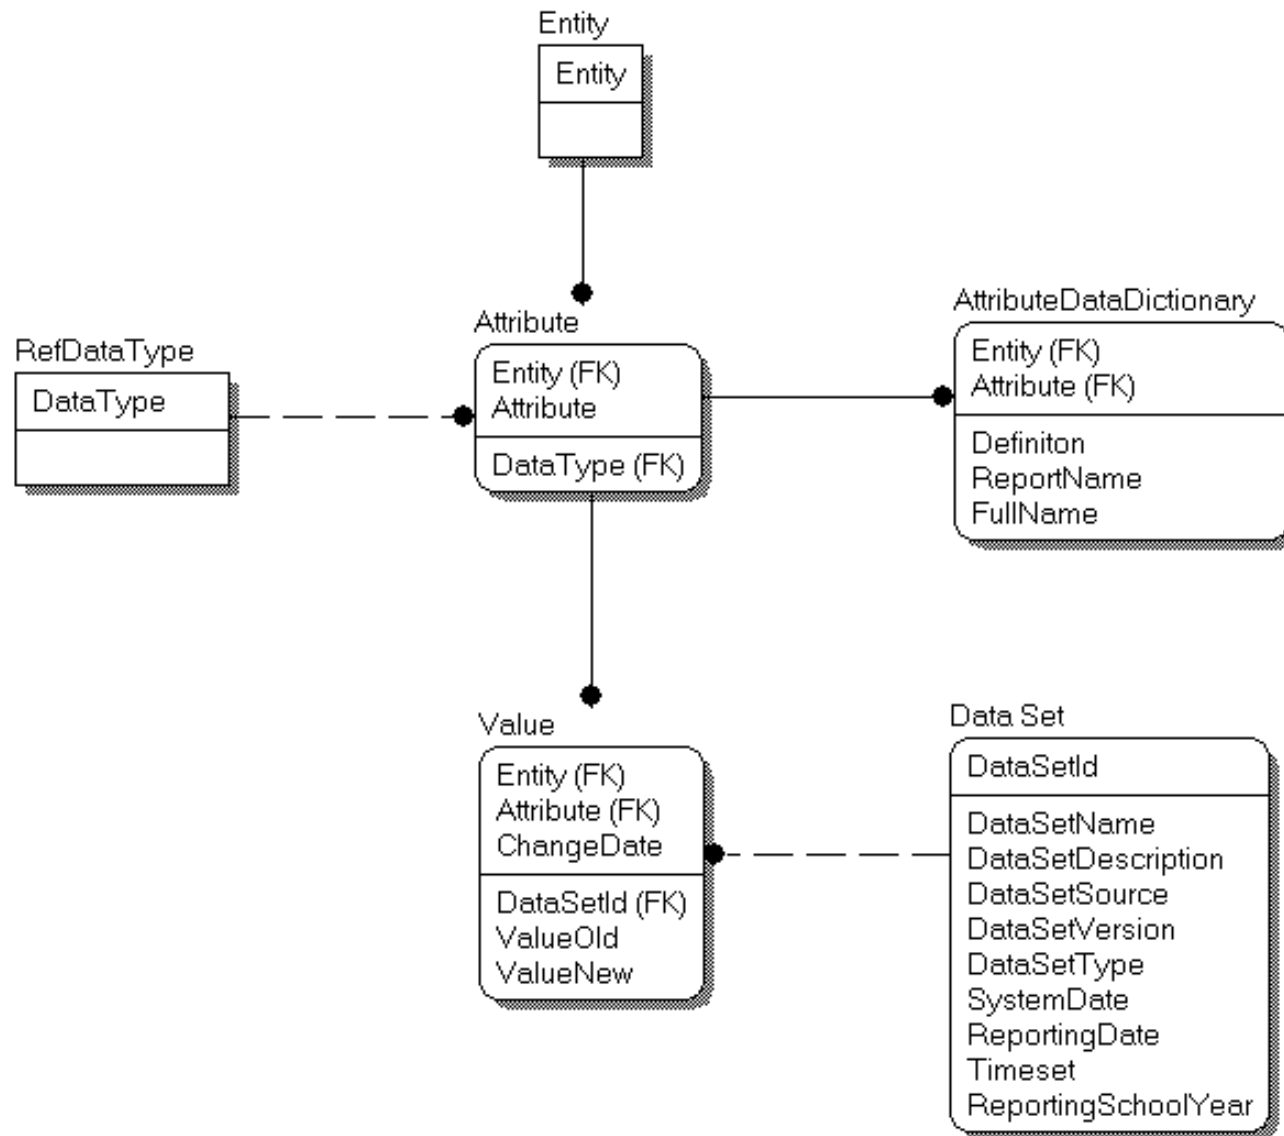 Entity
Entity
RefDataType
DataType
Attribute
Entity (FK)
Attribute
DataType (FK)
AttributeDataDictionary
Entity (FK)
Attribute (FK)
Definiton
ReportName
FullName
Value
Entity (FK)
Attribute (FK)
ChangeDate
DataSetId (FK)
ValueOld
ValueNew
Data Set
DataSetId
DataSetName
DataSetDescription
DataSetSource
DataSetVersion
DataSetType
SystemDate
ReportingDate
Timeset
ReportingSchoolYear